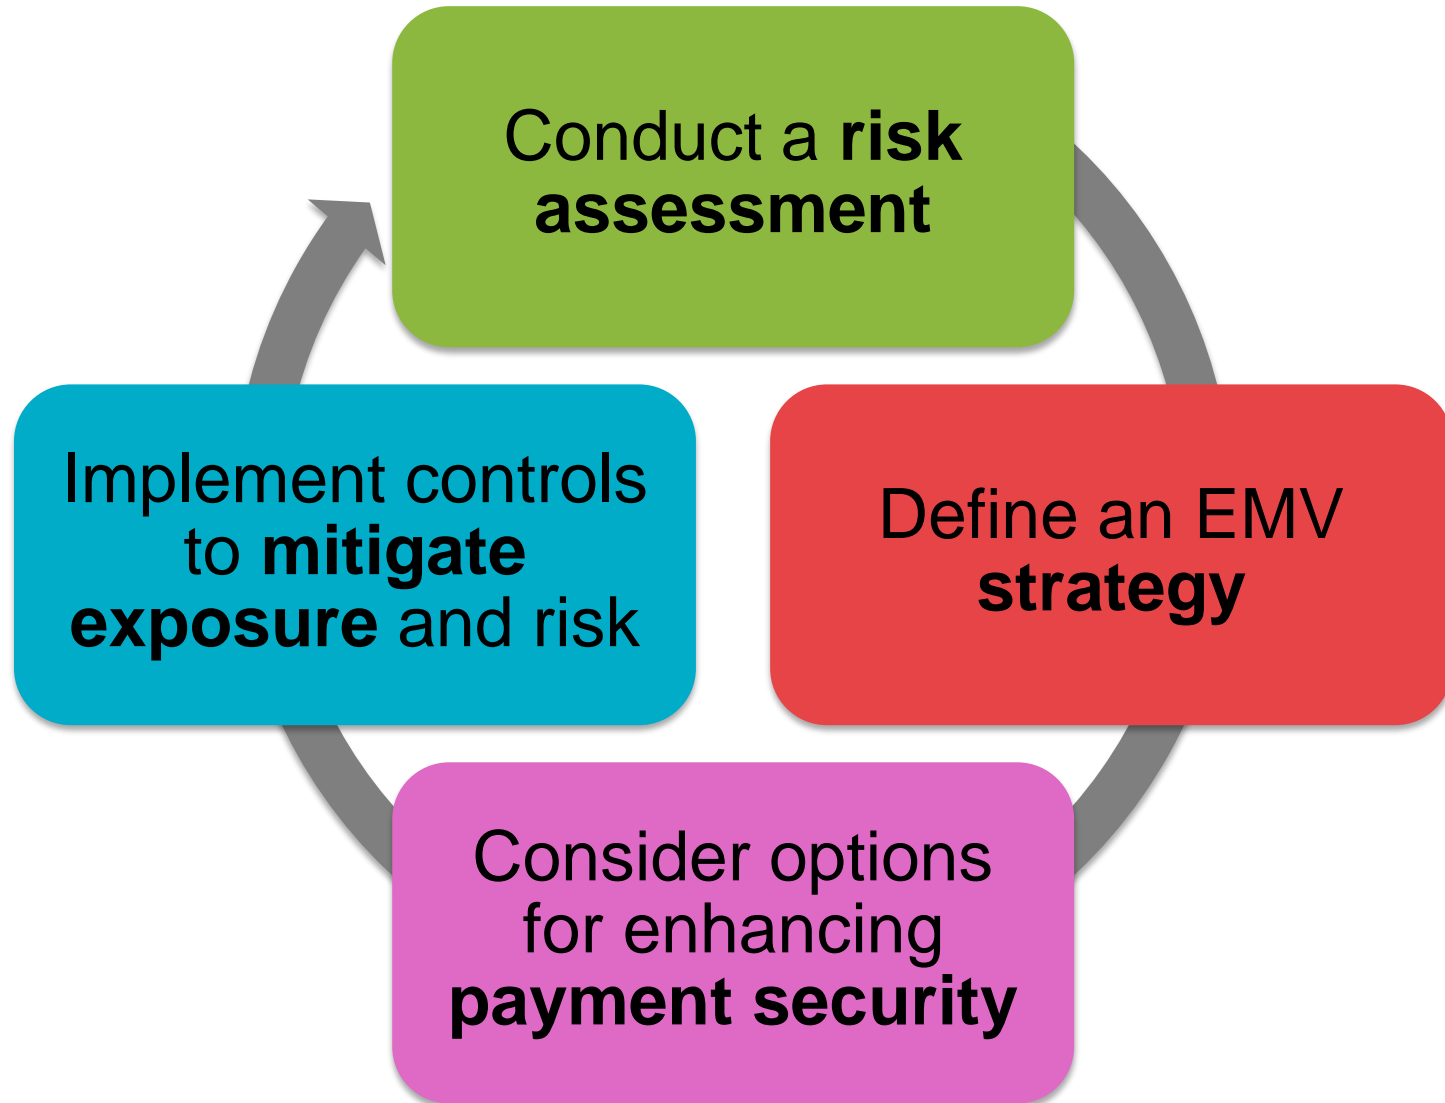 Conduct a risk
assessment
Define an EMV
strategy
Consider options
for enhancing
payment security
Implement controls
to mitigate
exposure and risk